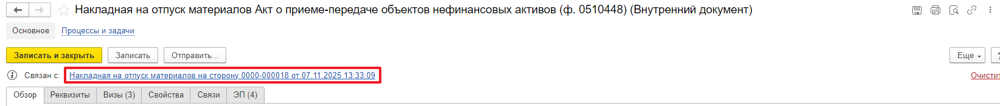 Накладная на отпуск материалов Акт о приеме-передаче объектов нефинансовых активов (ф. 0510448) (Внутренний документ)
Основное Процессы и задачи
Записать и закрыть Записать Отправить... Еще ?
Связан с: Накладная на отпуск материалов на сторону 0000-000018 от 07.11.2025 13:33:09 Очистит
Обзор Реквизиты Визы (3) Свойства Связи ЭП (4)